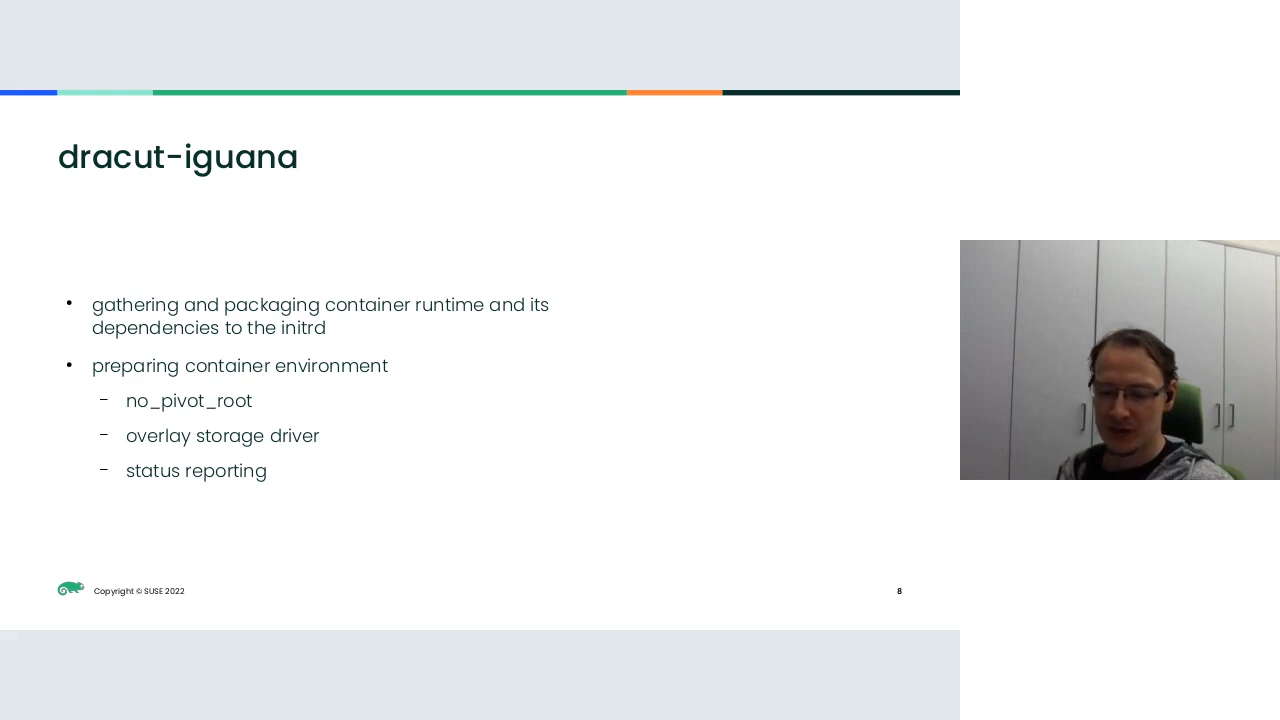 dracut-iguana
• gathering and packaging container runtime and its
dependencies to the initrd
• preparing container environment
– no_pivot_root
– overlay storage driver
– status reporting
Copyright © SUSE 2022
8